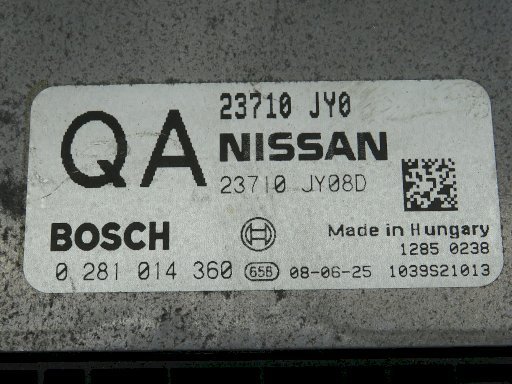 QA
23710 JY0
NISSAN
23710 JY08D
BOSCH
Made in Hungary
1285 0238
0 281 014 360 65B 08-06-25 1039S21013